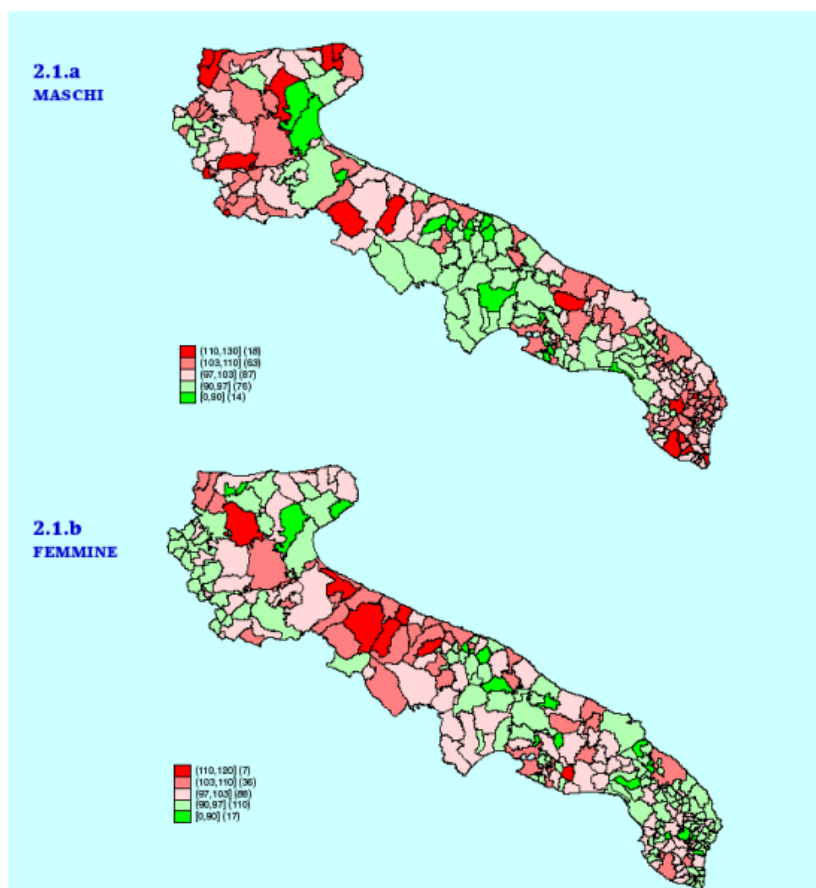 2.1.a
MASCHI
(110,130] (18)
(103,110] (63)
(97,103] (87)
(90,97] (76)
[0,90] (14)
2.1.b
FEMMINE
(110,120] (7)
(103,110] (36)
(97,103] (88)
(90,97] (110)
[0,90] (17)